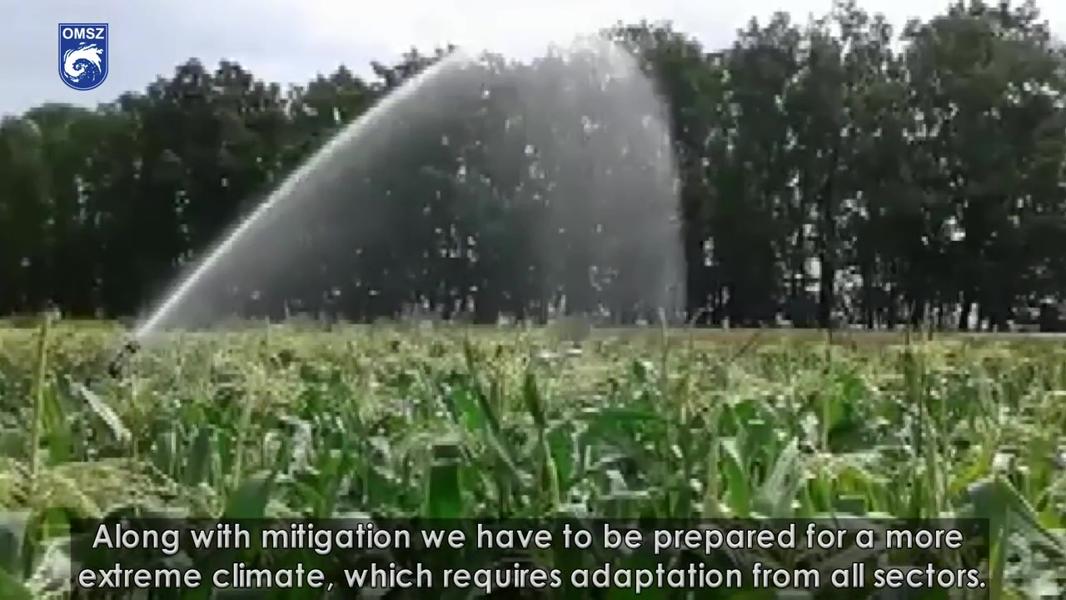 OMSZ
Along with mitigation we have to be prepared for a more
extreme climate, which requires adaptation from all sectors.